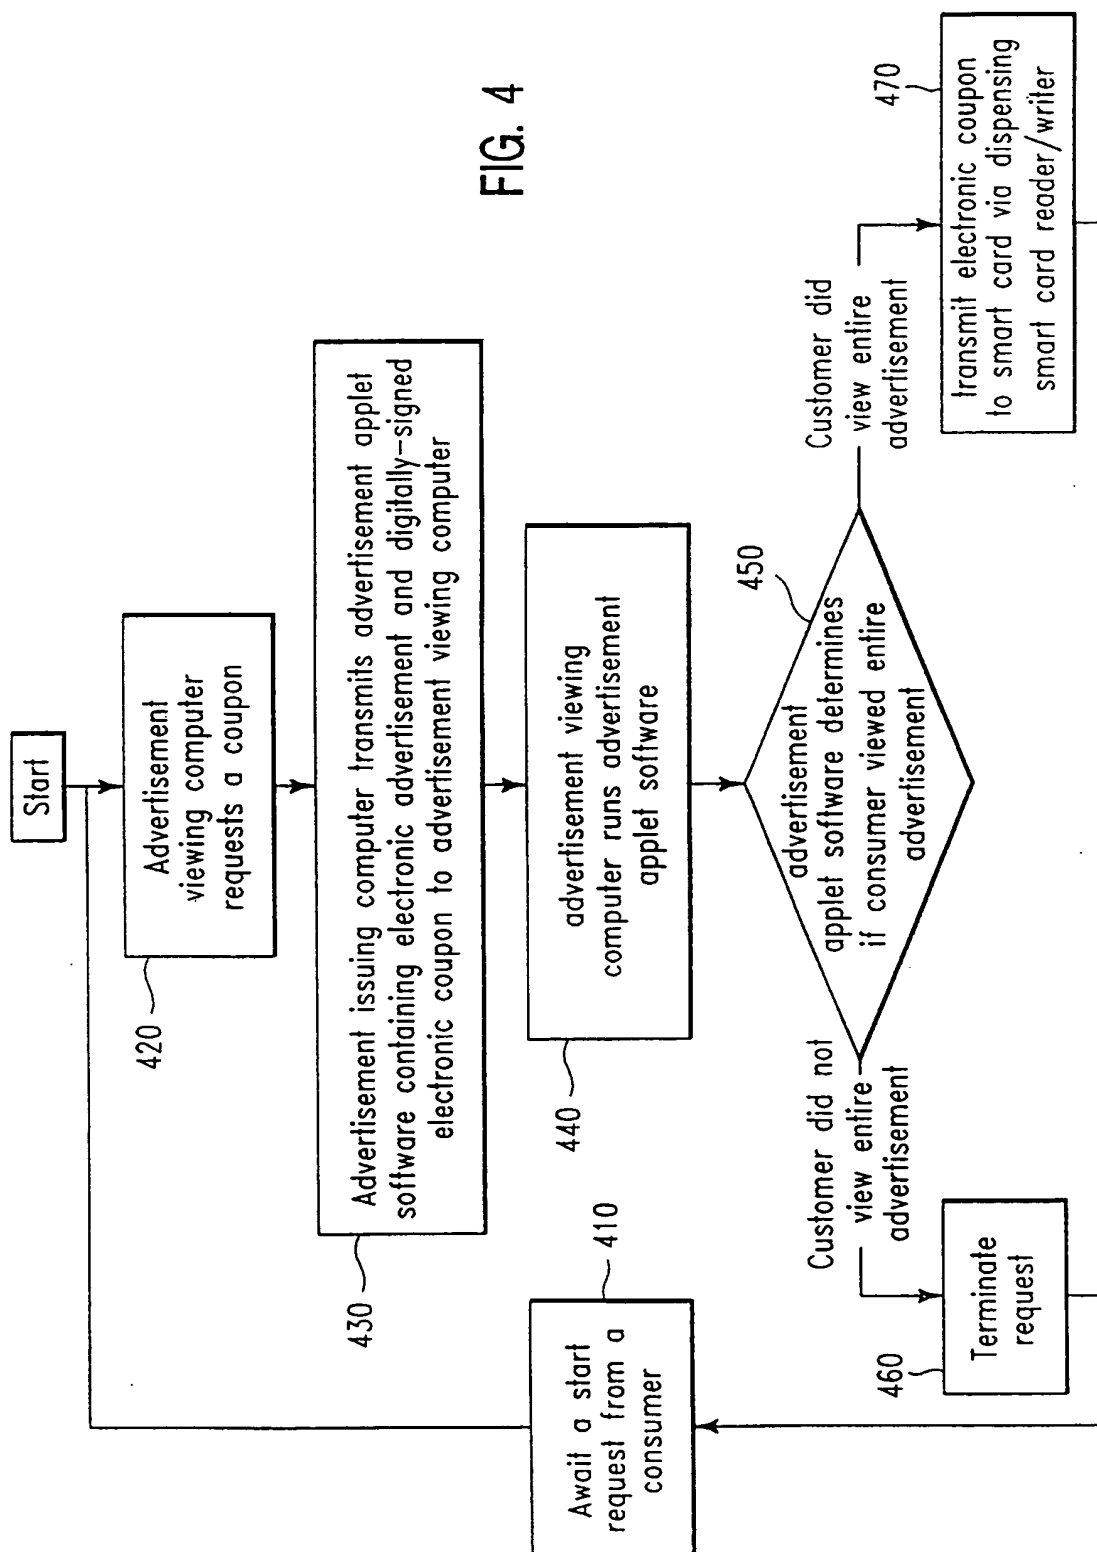 FIG. 4
Start
Advertisement
viewing computer
requests a coupon
420
Advertisement issuing computer transmits advertisement applet
software containing electronic advertisement and digitally-signed
electronic coupon to advertisement viewing computer
430
advertisement viewing
computer runs advertisement
applet software
440
Await a start
request from a
consumer
410
advertisement
applet software determines
if consumer viewed entire
advertisement
450
Customer did not
view entire
advertisement
Customer did
view entire
advertisement
Terminate
request
460
transmit electronic coupon
to smart card via dispensing
smart card reader/writer
470